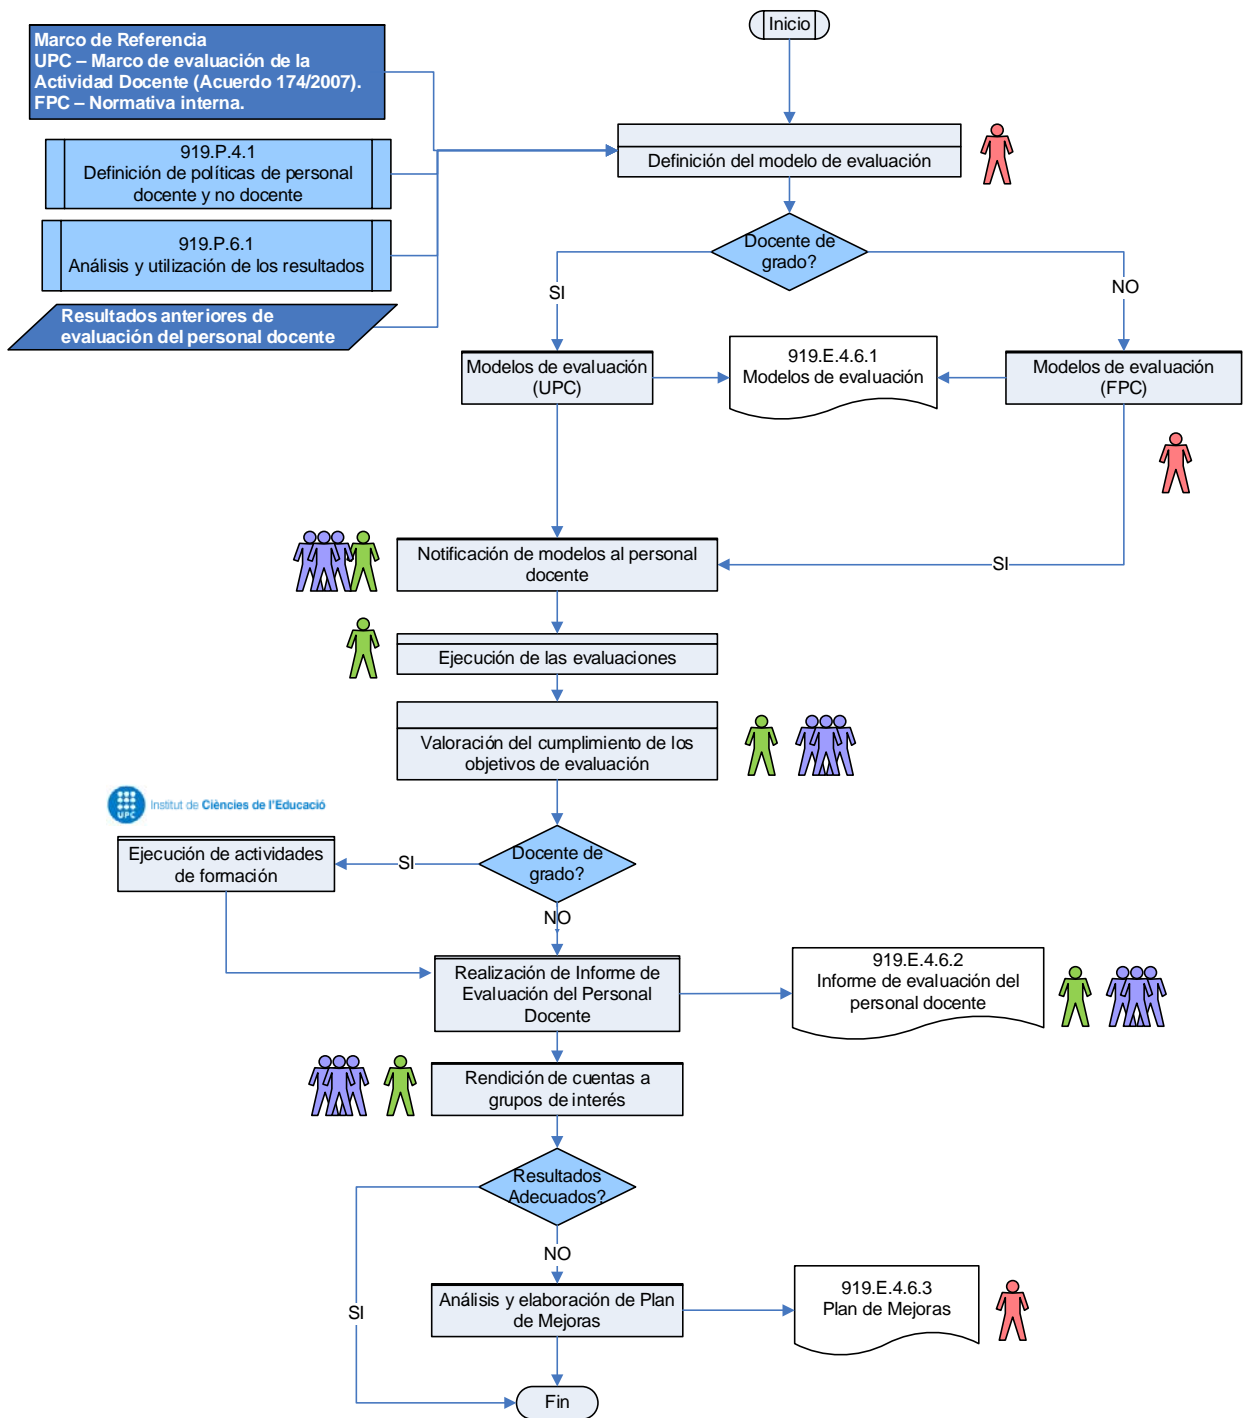 Inicio
Marco de Referencia
UPC – Marco de evaluación de la
Actividad Docente (Acuerdo 174/2007).
FPC – Normativa interna.
919.P.4.1
Definición de políticas de personal
docente y no docente
Definición del modelo de evaluación
919.P.6.1
Análisis y utilización de los resultados
Docente de
grado?
SI
NO
Resultados anteriores de
evaluación del personal docente
Modelos de evaluación
(UPC)
919.E.4.6.1
Modelos de evaluación
Modelos de evaluación
(FPC)
Notificación de modelos al personal
docente
SI
Ejecución de las evaluaciones
Valoración del cumplimiento de los
objetivos de evaluación
UPC
Institut de Ciències de l'Educació
Ejecución de actividades
de formación
SI
Docente de
grado?
NO
Realización de Informe de
Evaluación del Personal
Docente
919.E.4.6.2
Informe de evaluación del
personal docente
Rendición de cuentas a
grupos de interés
Resultados
Adecuados?
NO
SI
Análisis y elaboración de Plan
de Mejoras
919.E.4.6.3
Plan de Mejoras
Fin